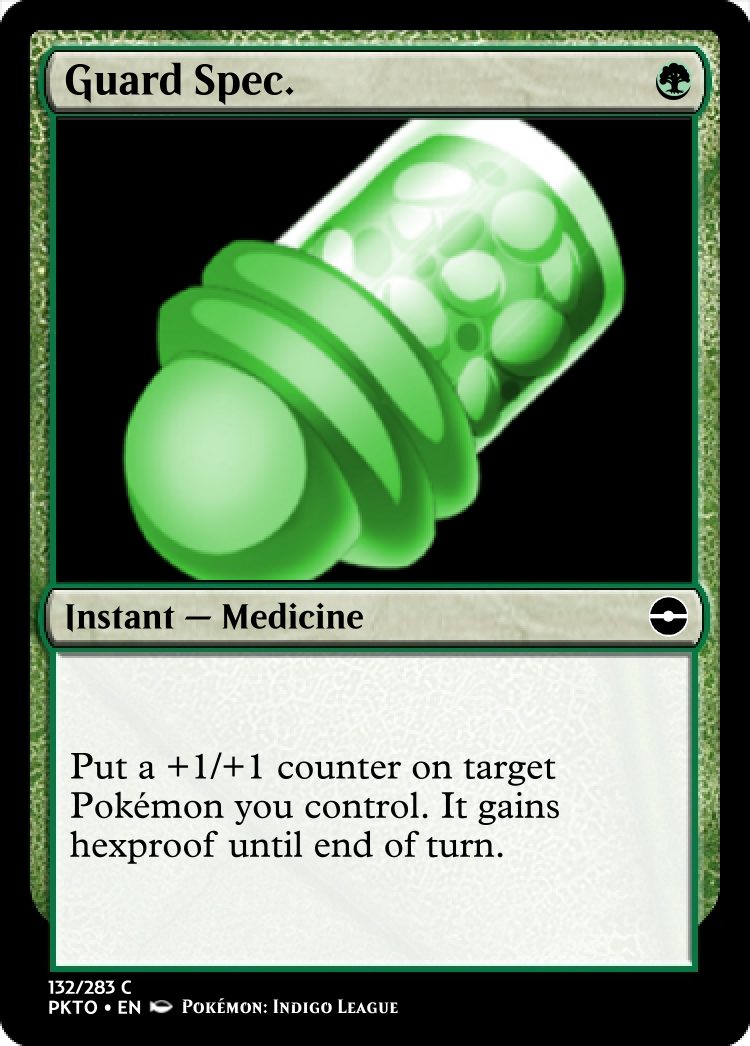 Guard Spec.
Instant — Medicine
Put a +1/+1 counter on target
Pokémon you control. It gains
hexproof until end of turn.
132/283 C
PKTO • EN Pokémon: Indigo League